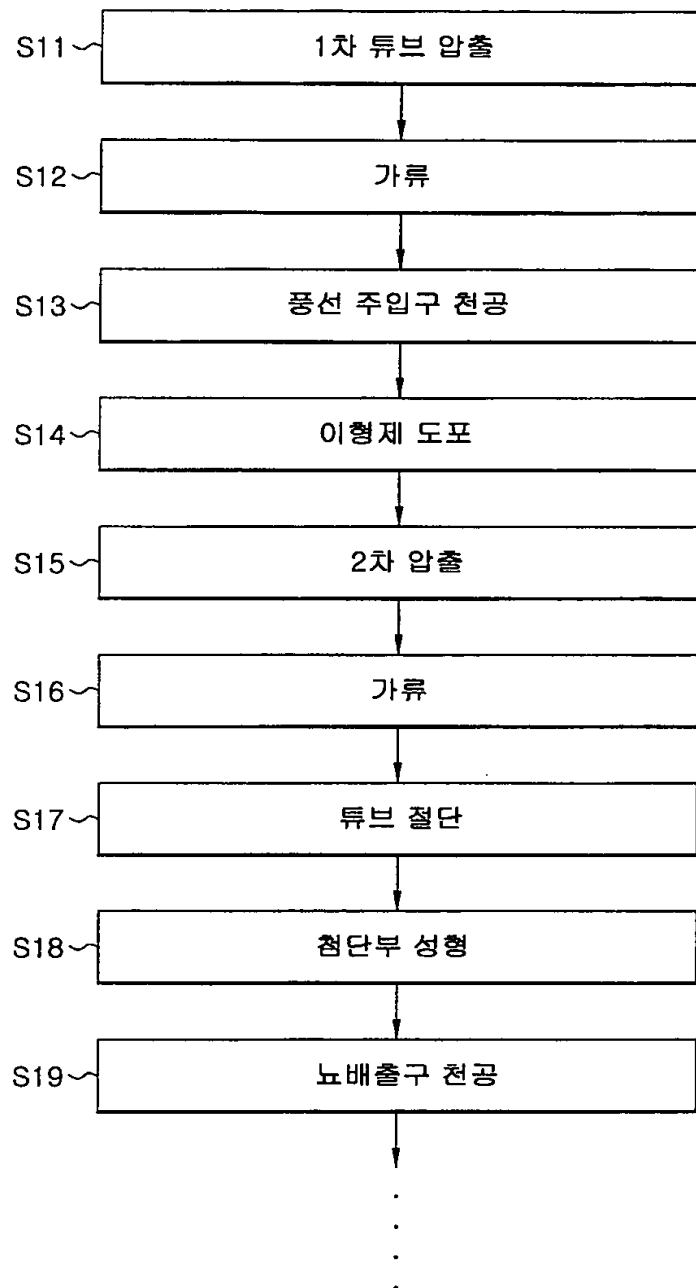 S11 1차 튜브 압출
S12 가류
S13 풍선 주입구 천공
S14 이형제 도포
S15 2차 압출
S16 가류
S17 튜브 절단
S18 첨단부 성형
S19 뇨배출구 천공